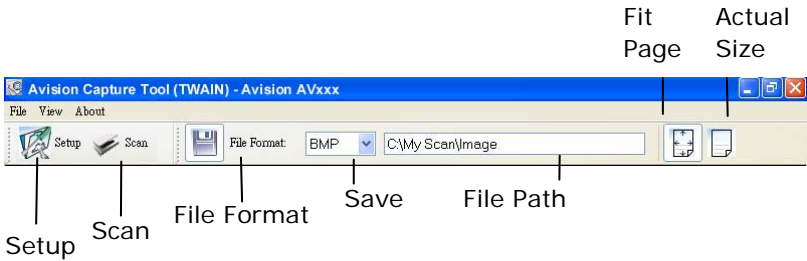 Fit Page
Actual Size
Avision Capture Tool (TWAIN) - Avision AVxxx
File View About
Setup Scan File Format: BMP C:\My Scan\Image
Setup
Scan
File Format
Save
File Path